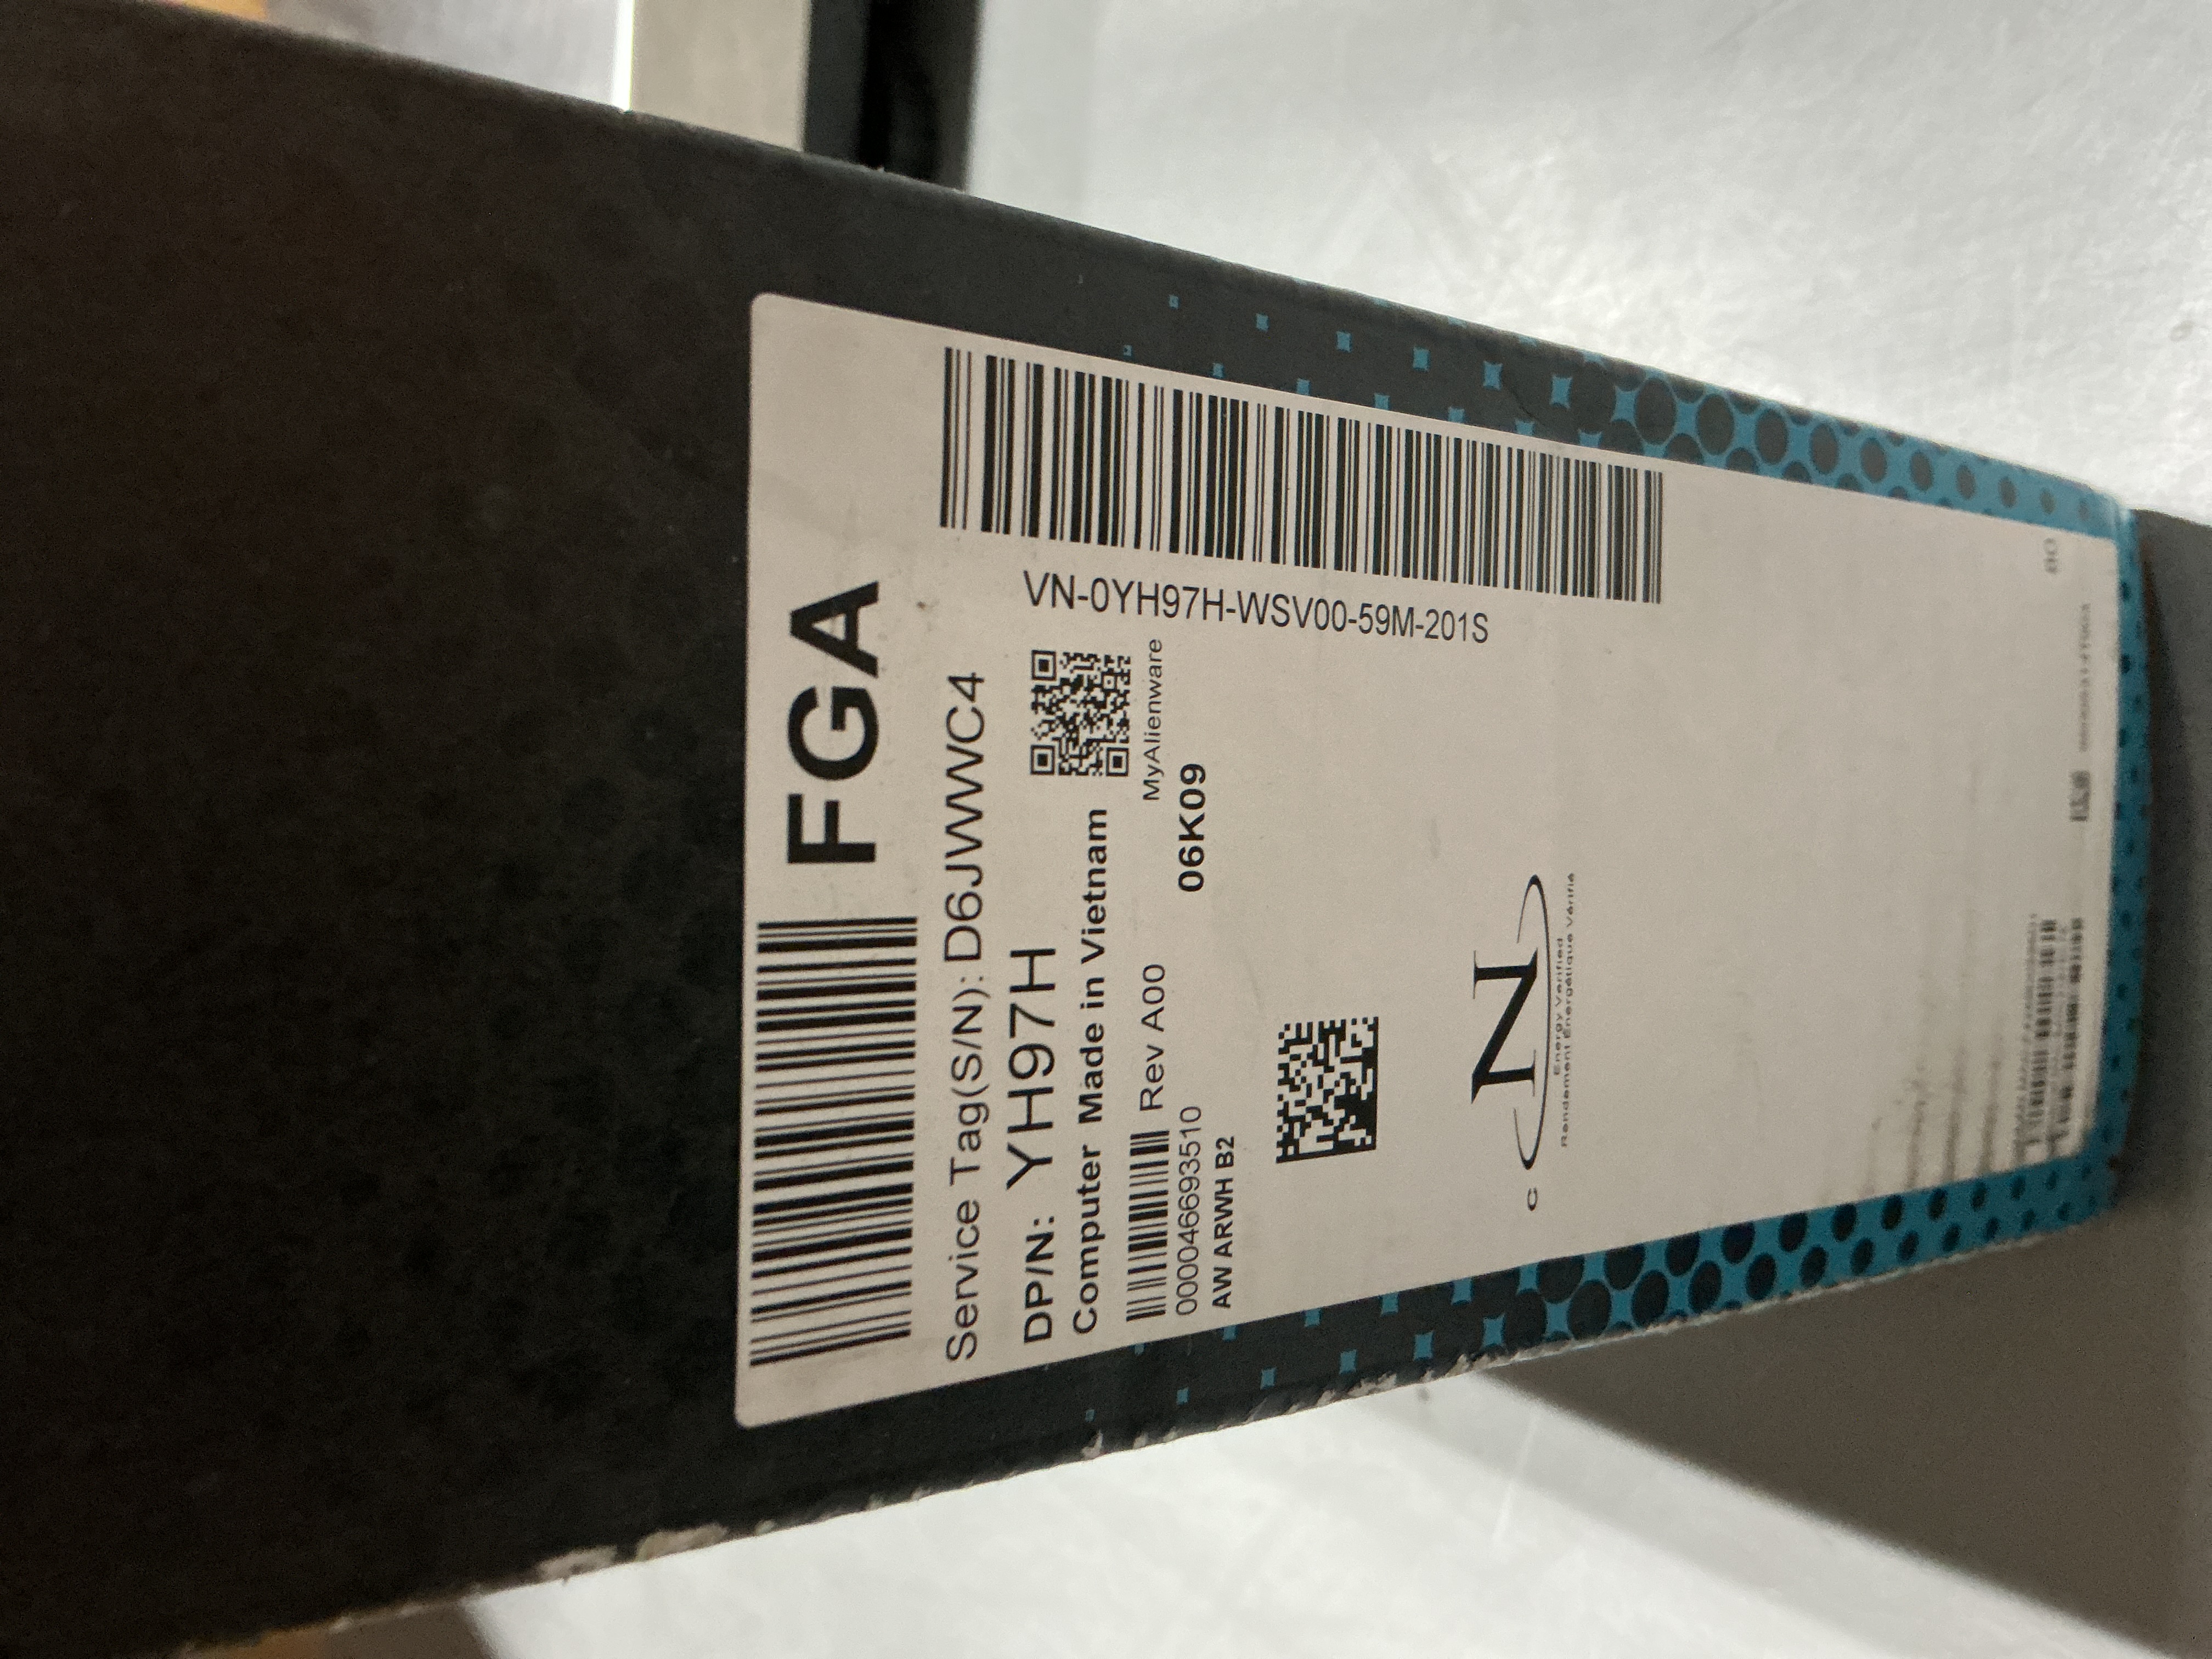 FGA
Service Tag(S/N): D6JWWC4
DP/N: YH97H
Computer Made in Vietnam
MyAlienware
Rev A00
000046693510
06K09
AW ARWH B2
VN-0YH97H-WSV00-59M-201S
C
N
Energy Verified
Rendement Énergétique Vérifié